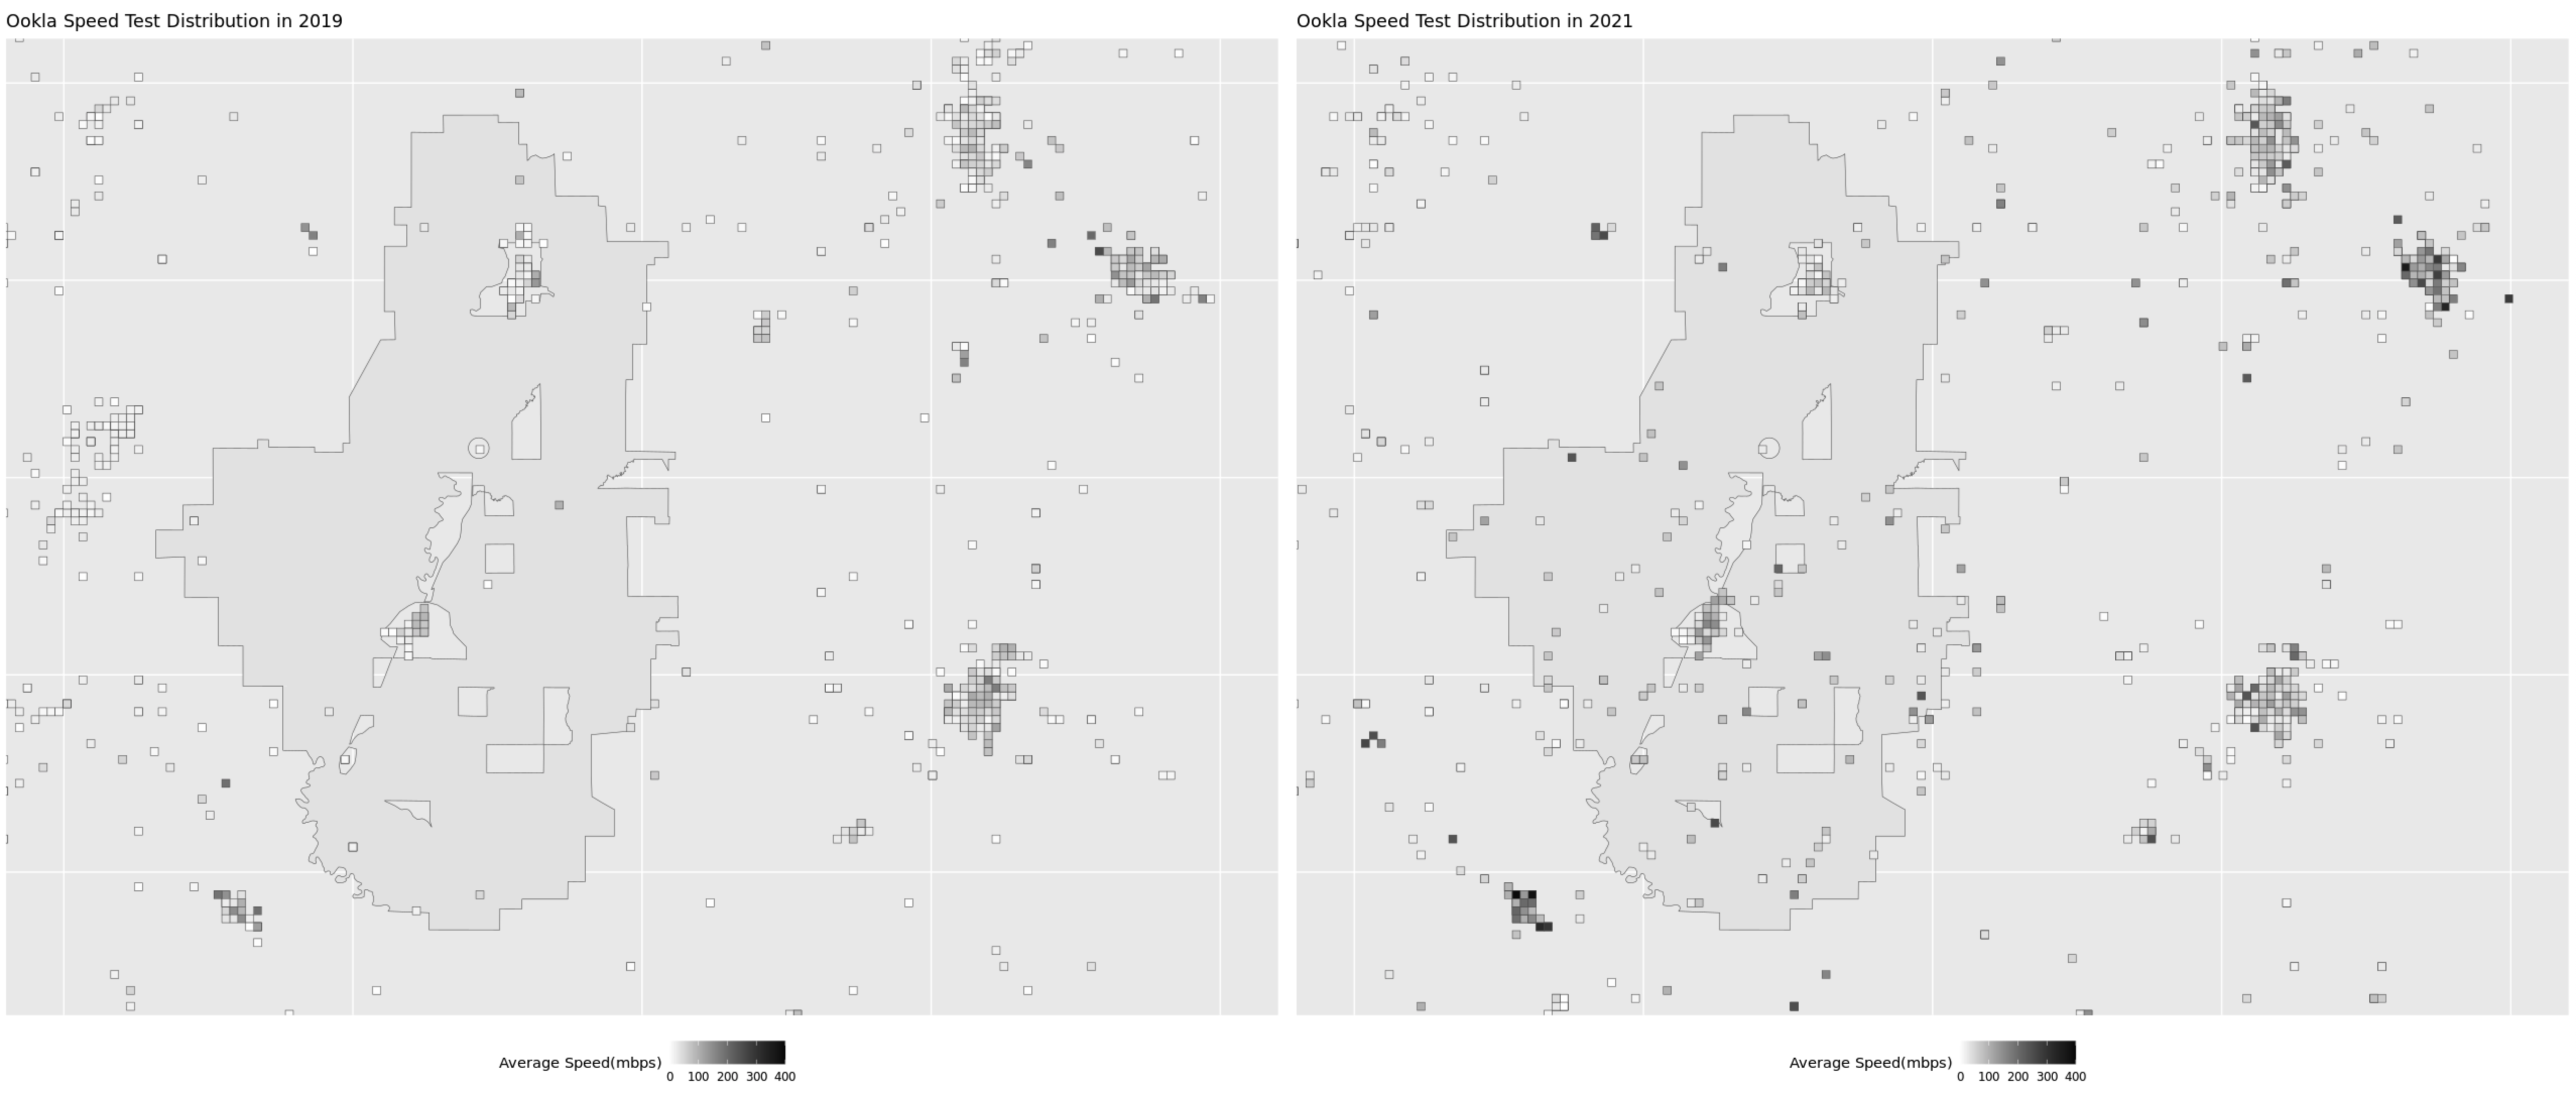 Ookla Speed Test Distribution in 2019
Ookla Speed Test Distribution in 2021
Average Speed(mbps)
0 100 200 300 400
Average Speed(mbps)
0 100 200 300 400